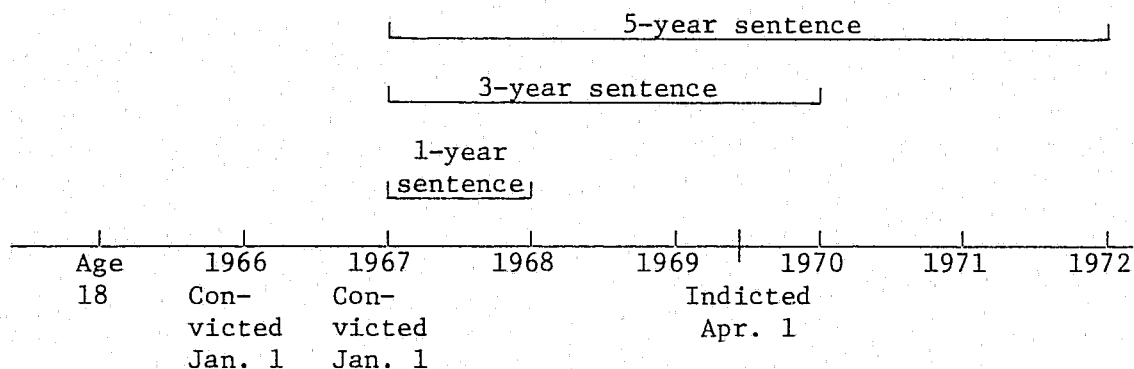 5-year sentence
3-year sentence
1-year
sentence
Age 1966 1967 1968 1969 1970 1971 1972
18 Con- Con- Indicted
victed victed Apr. 1
Jan. 1 Jan. 1